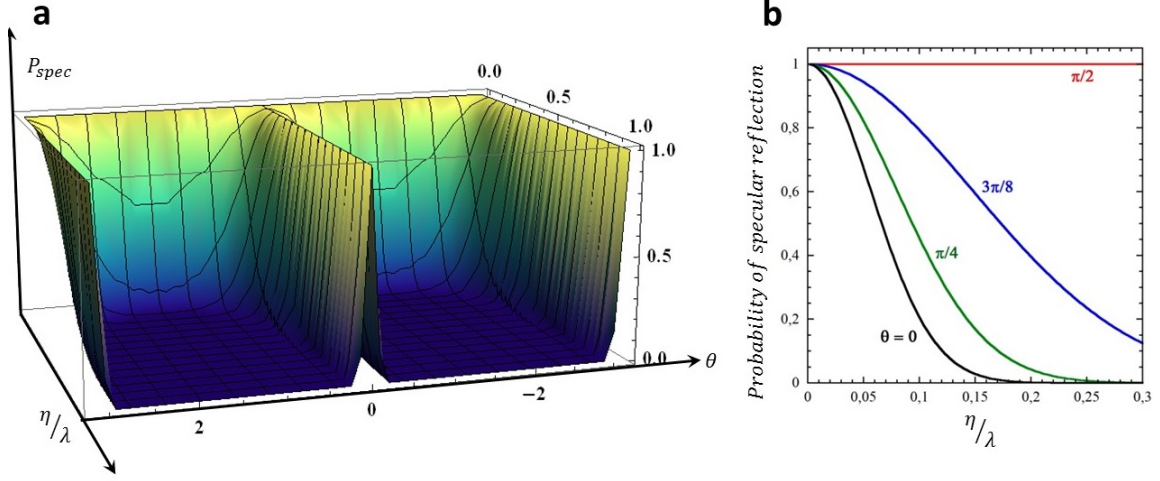 a
P_spec
0.0
0.5
1.0
1.0
0.5
0.0
θ
−2
0
2
η/λ
b
Probability of specular reflection
1
0,8
0,6
0,4
0,2
0
π/2
3π/8
π/4
θ = 0
0
0,05
0,1
0,15
0,2
0,25
0,3
η/λ